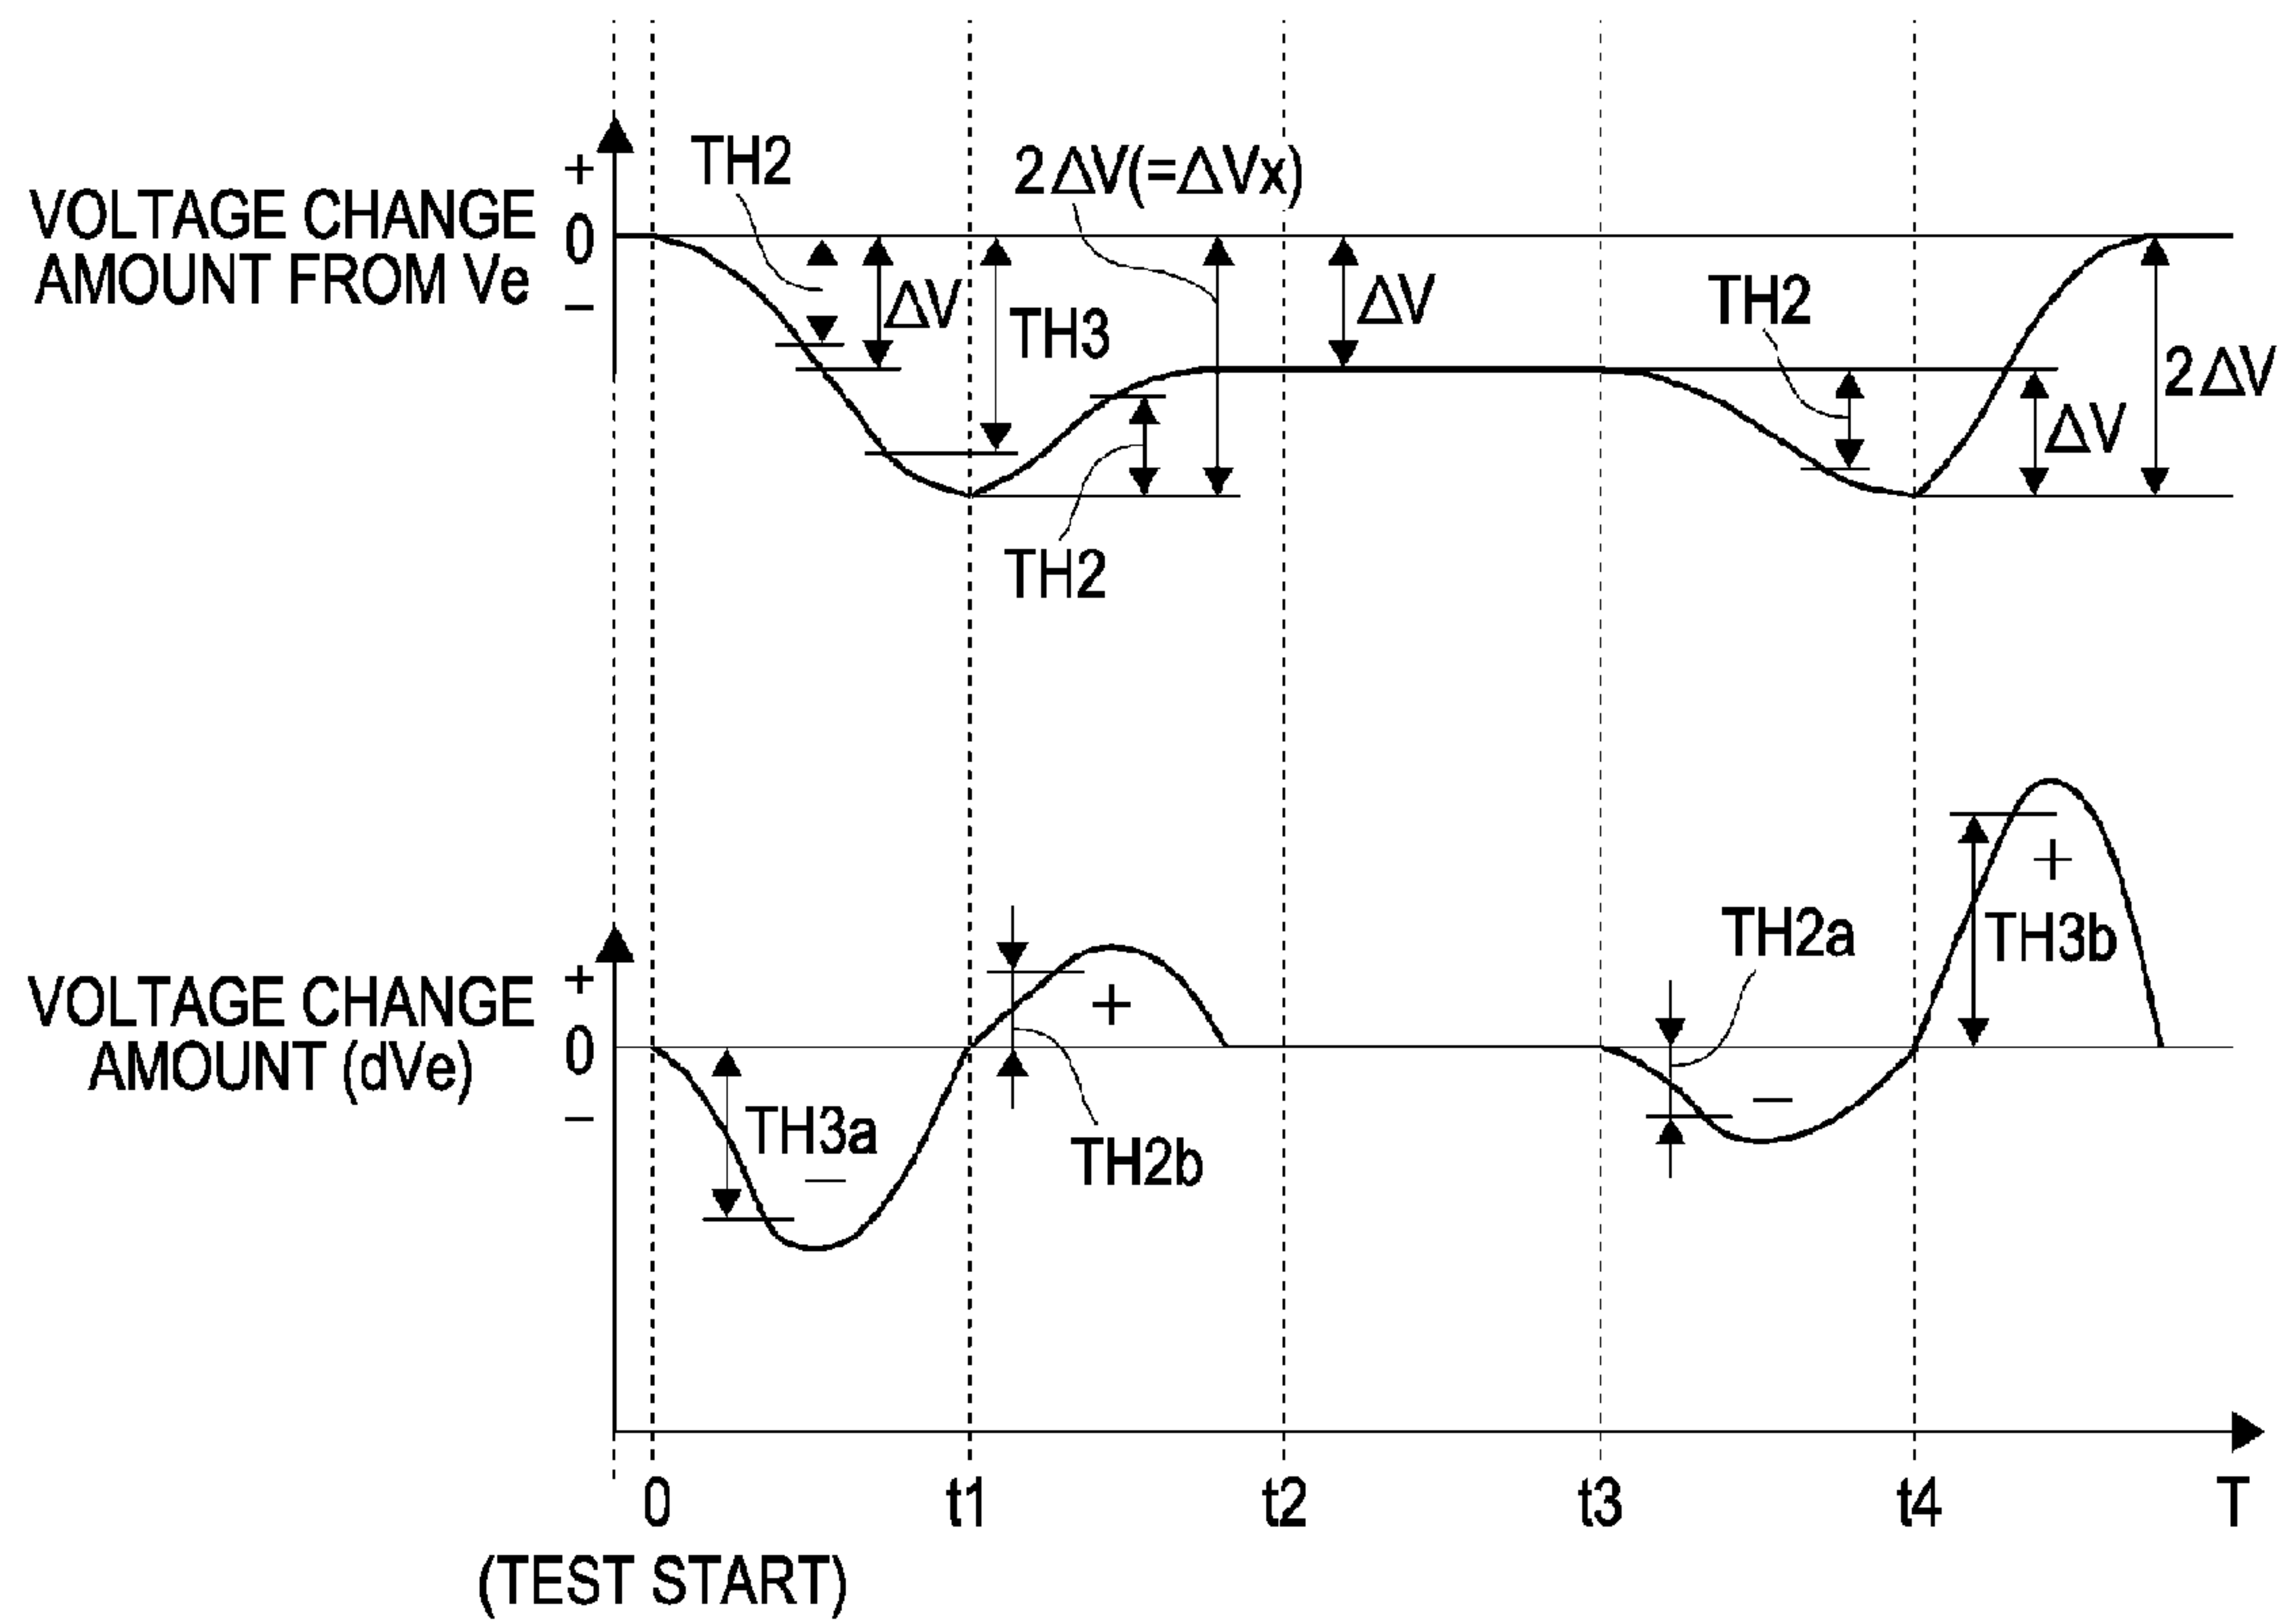 VOLTAGE CHANGE
AMOUNT FROM Ve
+
0
−
TH2
ΔV
TH3
2ΔV(=ΔVx)
TH2
ΔV
TH2
ΔV
2ΔV
VOLTAGE CHANGE
AMOUNT (dVe)
+
0
−
TH3a
−
+
TH2b
TH2a
−
+
TH3b
0
t1
t2
t3
t4
T
(TEST START)